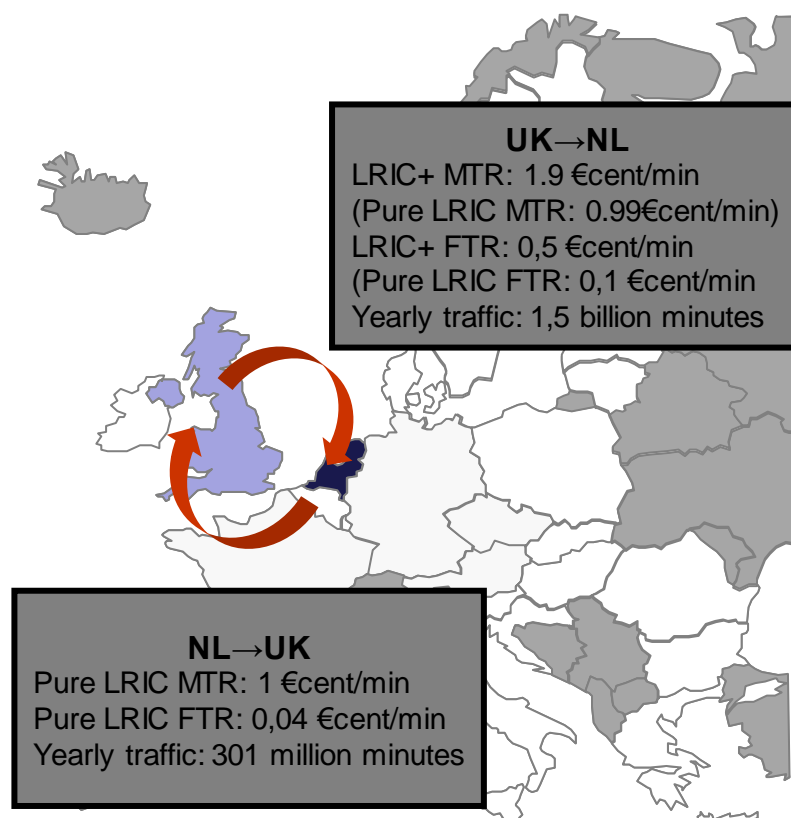 UK→NL
LRIC+ MTR: 1.9 €cent/min
(Pure LRIC MTR: 0.99€cent/min)
LRIC+ FTR: 0,5 €cent/min
(Pure LRIC FTR: 0,1 €cent/min
Yearly traffic: 1,5 billion minutes
NL→UK
Pure LRIC MTR: 1 €cent/min
Pure LRIC FTR: 0,04 €cent/min
Yearly traffic: 301 million minutes